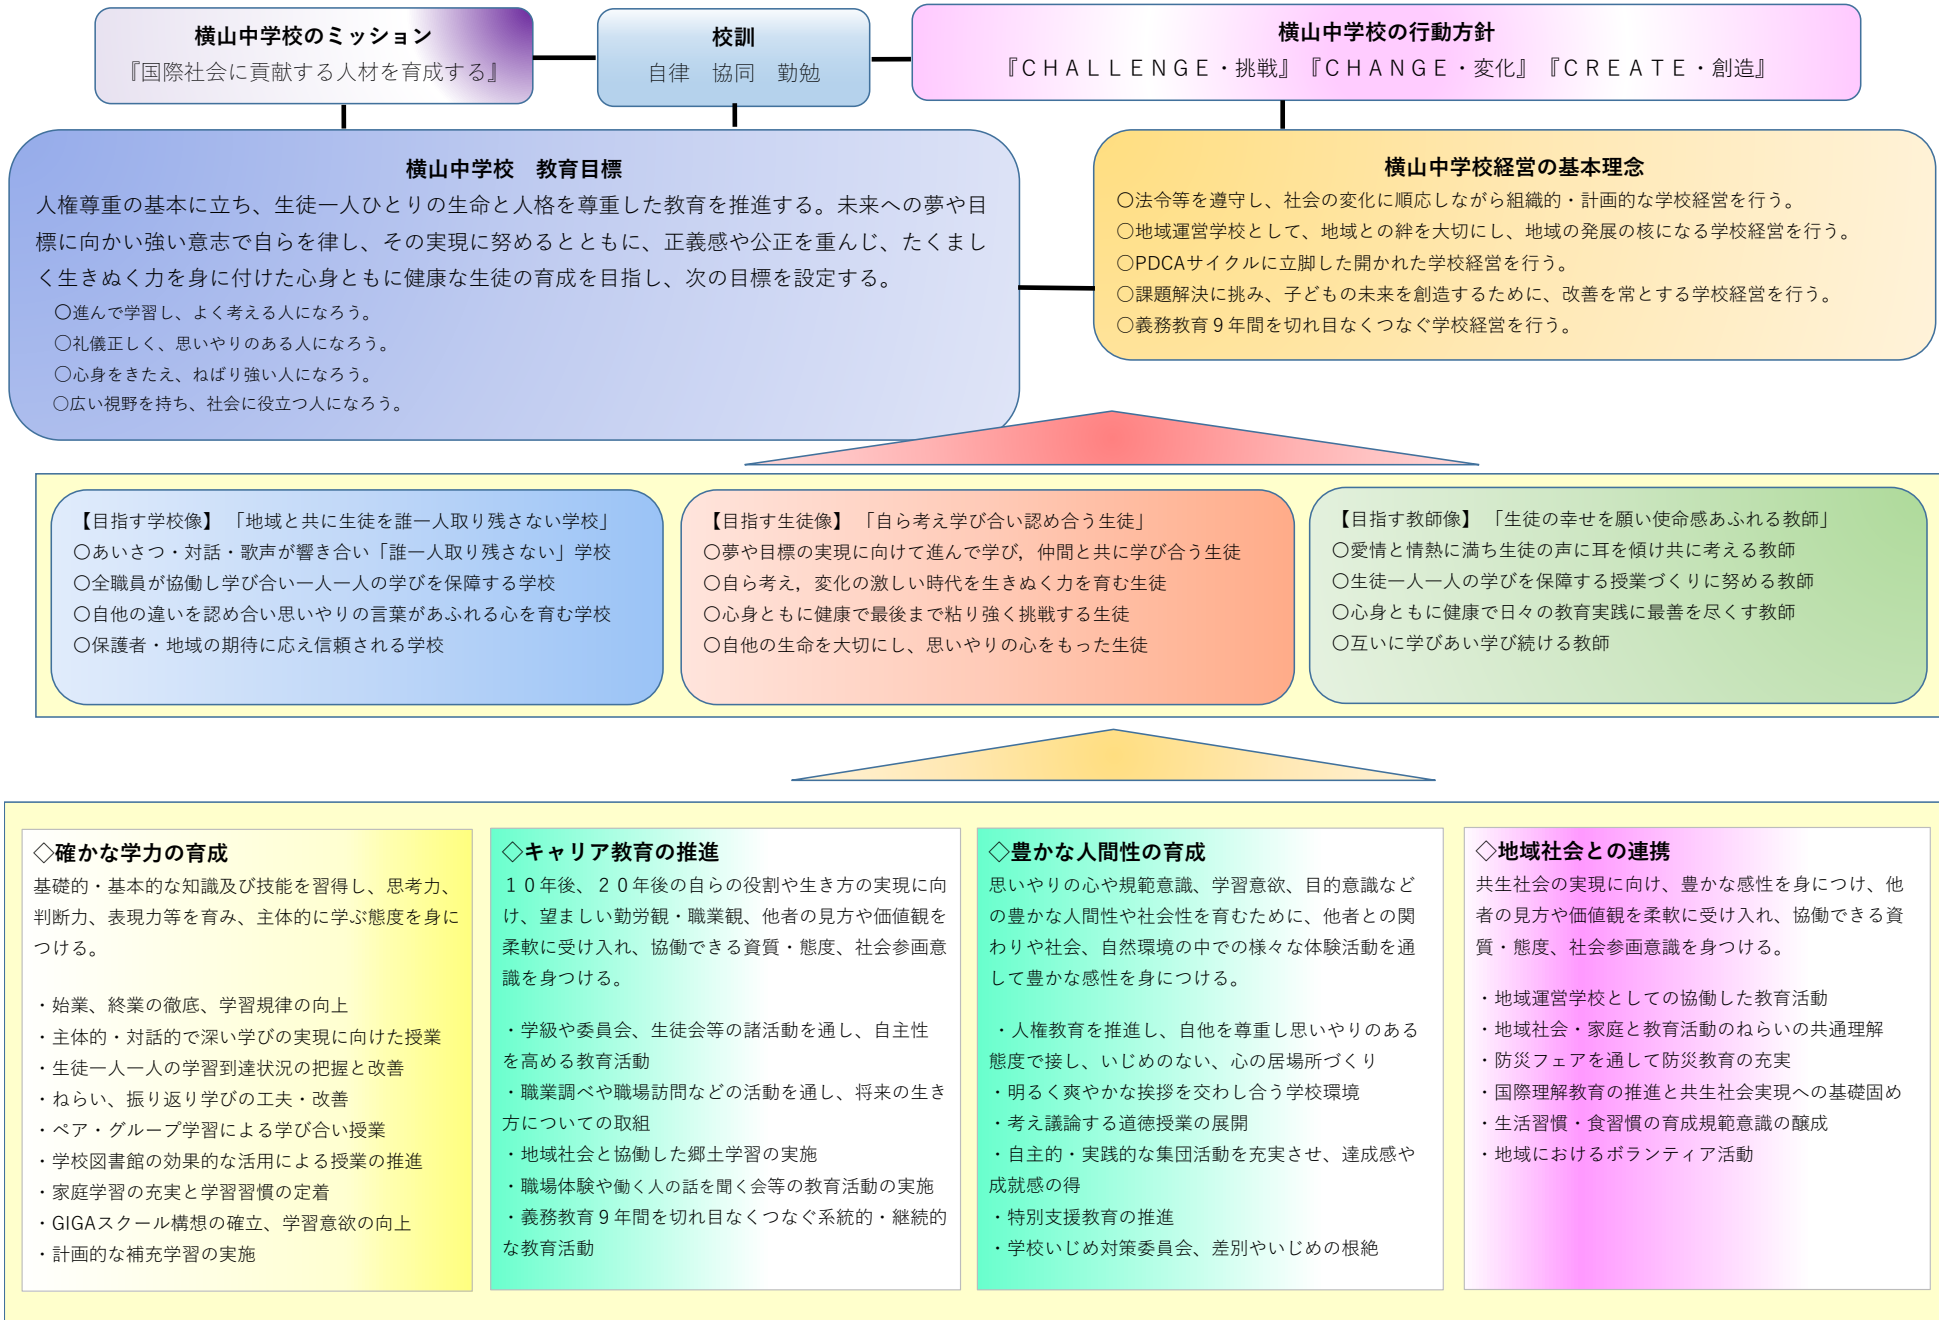 横山中学校のミッション
『国際社会に貢献する人材を育成する』
校訓
自律　協同　勤勉
横山中学校の行動方針
『ＣＨＡＬＬＥＮＧＥ・挑戦』『ＣＨＡＮＧＥ・変化』『ＣＲＥＡＴＥ・創造』
横山中学校　教育目標
人権尊重の基本に立ち、生徒一人ひとりの生命と人格を尊重した教育を推進する。未来への夢や目
標に向かい強い意志で自らを律し、その実現に努めるとともに、正義感や公正を重んじ、たくまし
く生きぬく力を身に付けた心身ともに健康な生徒の育成を目指し、次の目標を設定する。
○進んで学習し、よく考える人になろう。
○礼儀正しく、思いやりのある人になろう。
○心身をきたえ、ねばり強い人になろう。
○広い視野を持ち、社会に役立つ人になろう。
横山中学校経営の基本理念
○法令等を遵守し、社会の変化に順応しながら組織的・計画的な学校経営を行う。
○地域運営学校として、地域との絆を大切にし、地域の発展の核になる学校経営を行う。
○PDCAサイクルに立脚した開かれた学校経営を行う。
○課題解決に挑み、子どもの未来を創造するために、改善を常とする学校経営を行う。
○義務教育９年間を切れ目なくつなぐ学校経営を行う。
【目指す学校像】「地域と共に生徒を誰一人取り残さない学校」
○あいさつ・対話・歌声が響き合い「誰一人取り残さない」学校
○全職員が協働し学び合い一人一人の学びを保障する学校
○自他の違いを認め合い思いやりの言葉があふれる心を育む学校
○保護者・地域の期待に応え信頼される学校
【目指す生徒像】「自ら考え学び合い認め合う生徒」
○夢や目標の実現に向けて進んで学び，仲間と共に学び合う生徒
○自ら考え，変化の激しい時代を生きぬく力を育む生徒
○心身ともに健康で最後まで粘り強く挑戦する生徒
○自他の生命を大切にし、思いやりの心をもった生徒
【目指す教師像】「生徒の幸せを願い使命感あふれる教師」
○愛情と情熱に満ち生徒の声に耳を傾け共に考える教師
○生徒一人一人の学びを保障する授業づくりに努める教師
○心身ともに健康で日々の教育実践に最善を尽くす教師
○互いに学びあい学び続ける教師
◇確かな学力の育成
基礎的・基本的な知識及び技能を習得し、思考力、
判断力、表現力等を育み、主体的に学ぶ態度を身に
つける。
・始業、終業の徹底、学習規律の向上
・主体的・対話的で深い学びの実現に向けた授業
・生徒一人一人の学習到達状況の把握と改善
・ねらい、振り返り学びの工夫・改善
・ペア・グループ学習による学び合い授業
・学校図書館の効果的な活用による授業の推進
・家庭学習の充実と学習習慣の定着
・GIGAスクール構想の確立、学習意欲の向上
・計画的な補充学習の実施
◇キャリア教育の推進
１０年後、２０年後の自らの役割や生き方の実現に向
け、望ましい勤労観・職業観、他者の見方や価値観を
柔軟に受け入れ、協働できる資質・態度、社会参画意
識を身つける。
・学級や委員会、生徒会等の諸活動を通し、自主性
を高める教育活動
・職業調べや職場訪問などの活動を通し、将来の生き
方についての取組
・地域社会と協働した郷土学習の実施
・職場体験や働く人の話を聞く会等の教育活動の実施
・義務教育９年間を切れ目なくつなぐ系統的・継続的
な教育活動
◇豊かな人間性の育成
思いやりの心や規範意識、学習意欲、目的意識など
の豊かな人間性や社会性を育むために、他者との関
わりや社会、自然環境の中での様々な体験活動を通
して豊かな感性を身につける。
・人権教育を推進し、自他を尊重し思いやりのある
態度で接し、いじめのない、心の居場所づくり
・明るく爽やかな挨拶を交わし合う学校環境
・考え議論する道徳授業の展開
・自主的・実践的な集団活動を充実させ、達成感や
成就感の得
・特別支援教育の推進
・学校いじめ対策委員会、差別やいじめの根絶
◇地域社会との連携
共生社会の実現に向け、豊かな感性を身につけ、他
者の見方や価値観を柔軟に受け入れ、協働できる資
質・態度、社会参画意識を身つける。
・地域運営学校としての協働した教育活動
・地域社会・家庭と教育活動のねらいの共通理解
・防災フェアを通して防災教育の充実
・国際理解教育の推進と共生社会実現への基礎固め
・生活習慣・食習慣の育成規範意識の醸成
・地域におけるボランティア活動